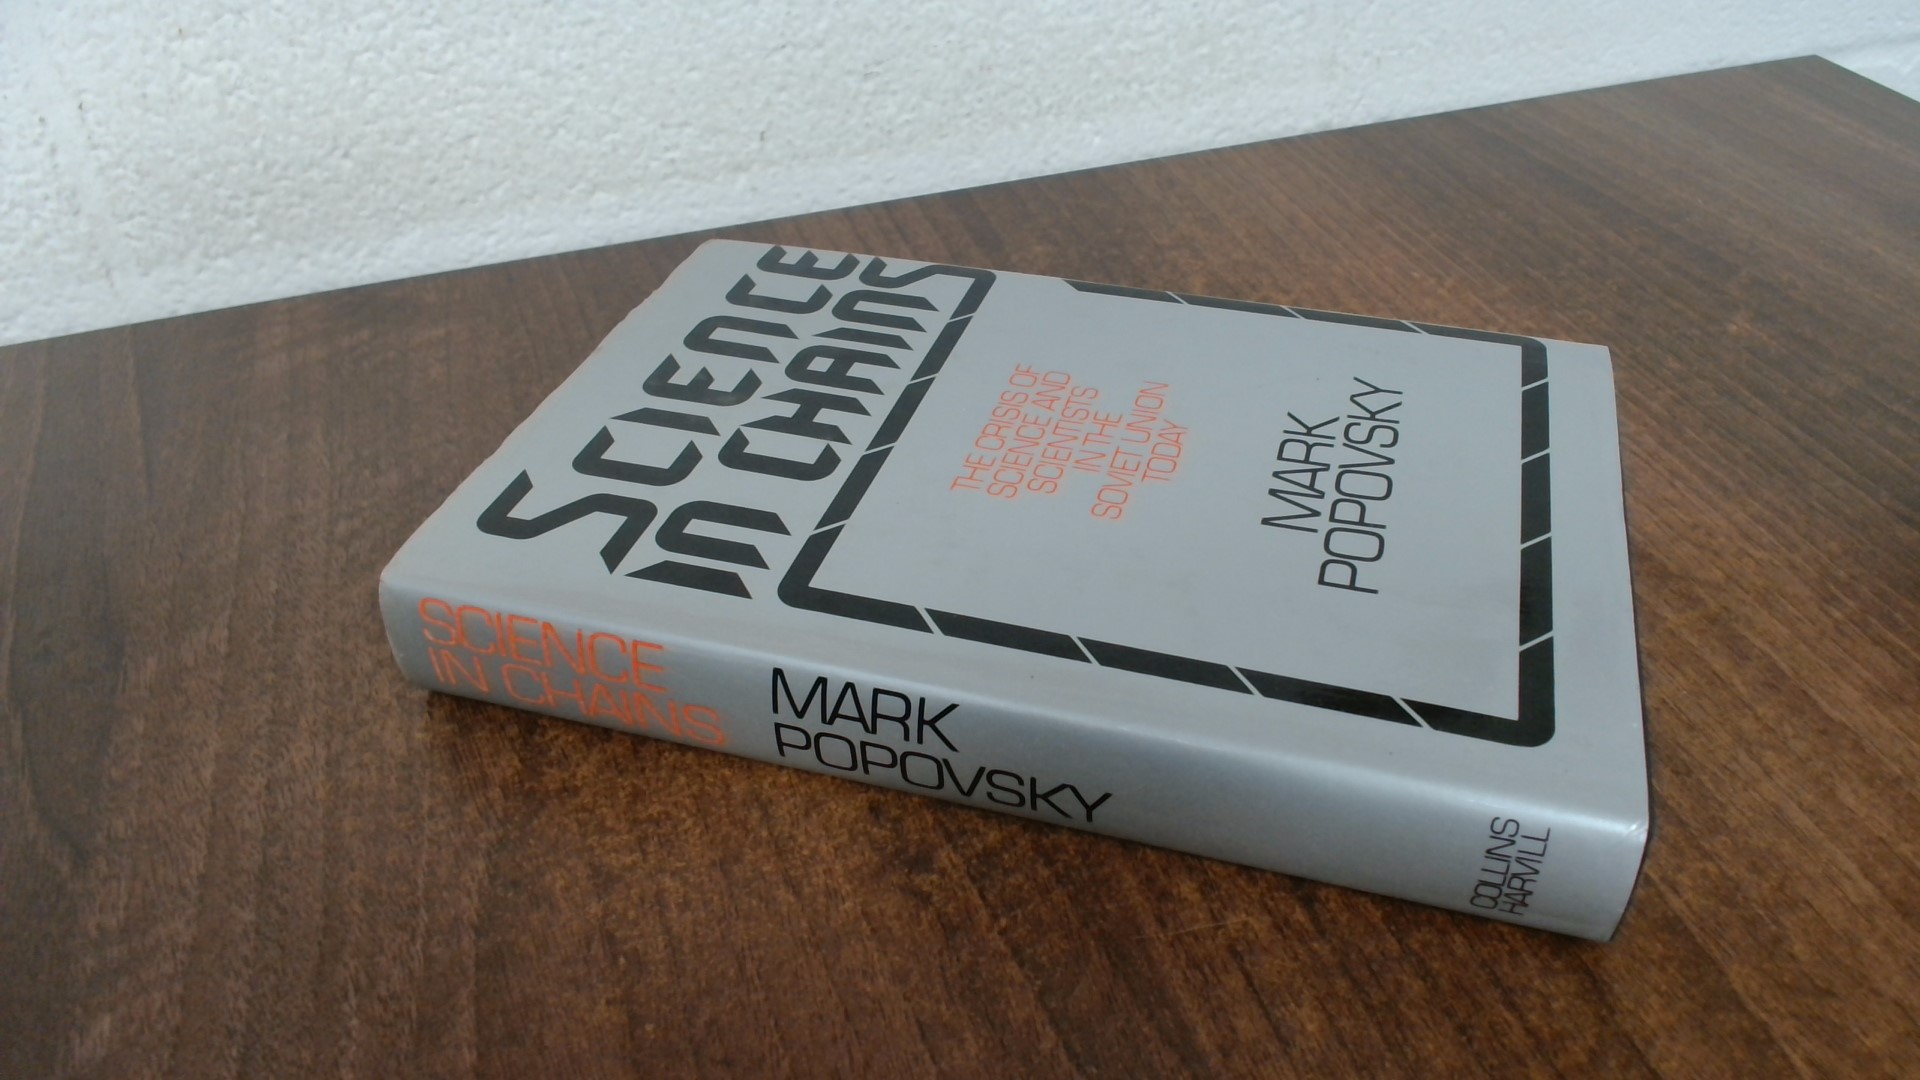 SCIENCE
IN CHAINS
THE CRISIS OF
SCIENCE AND
SCIENTISTS
IN THE
SOVIET UNION
TODAY
MARK
POPOVSKY
SCIENCE
IN CHAINS
MARK
POPOVSKY
COLLINS
HARVILL